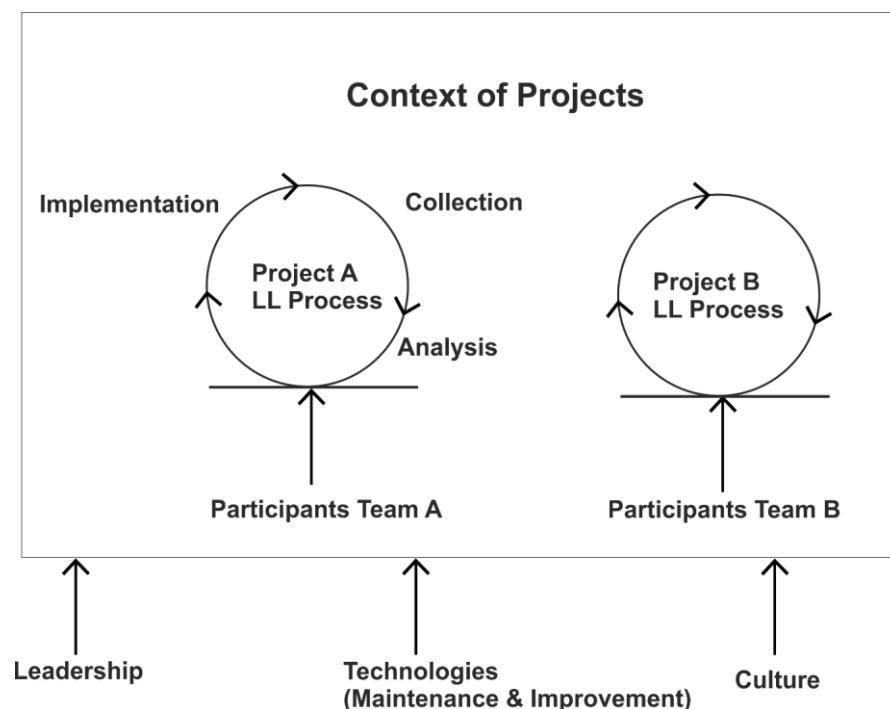 Context of Projects
Implementation
Collection
Project A
LL Process
Analysis
Project B
LL Process
Participants Team A
Participants Team B
Leadership
Technologies
(Maintenance & Improvement)
Culture